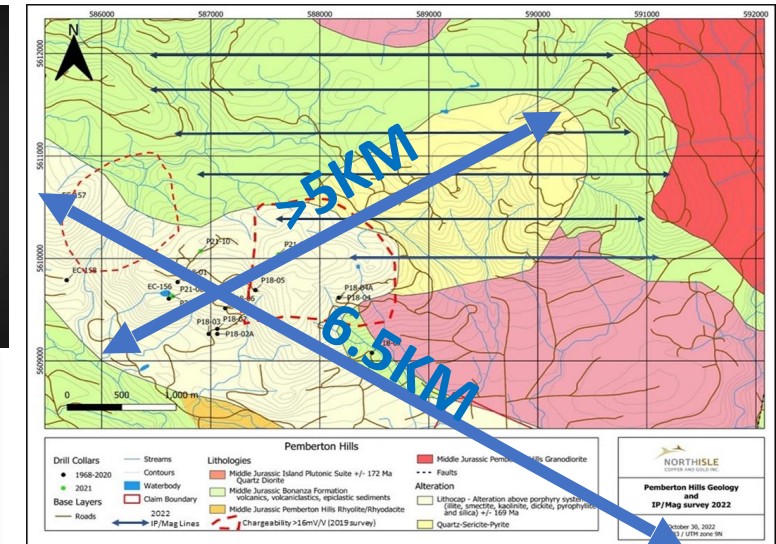 586000 587000 588000 589000 590000 591000 592000
N
5612000
5611000
5610000
5609000
>5KM
6.5KM
P21-10
P21-
EC-158
EC-156
P18-05
P18-04A
P18-04
P18-03
P18-02A
0 500 1,000 m
Pemberton Hills
Drill Collars
1968-2020
2021
Base Layers
Roads
Streams
Contours
Waterbody
Claim Boundary
2022
IP/Mag Lines
Lithologies
Middle Jurassic Island Plutonic Suite +/- 172 Ma
Quartz Diorite
Middle Jurassic Bonanza Formation
volcanics, volcaniclastics, epiclastic sediments
Middle Jurassic Pemberton Hills Rhyolite/Rhyodacite
Chargeability >16mV/V (2019 survey)
Middle Jurassic Hills Granodiorite
Faults
Alteration
Lithocap - Alteration above porphyry
(illite, smectite, kaolinite, dickite, pyrophyllite
and silica) +/- 169 Ma
Quartz-Sericite-Pyrite
NORTHISLE
COPPER AND GOLD INC.
Pemberton Hills Geology
and
IP/Mag survey 2022
October 30, 2022
/ UTM zone 9N